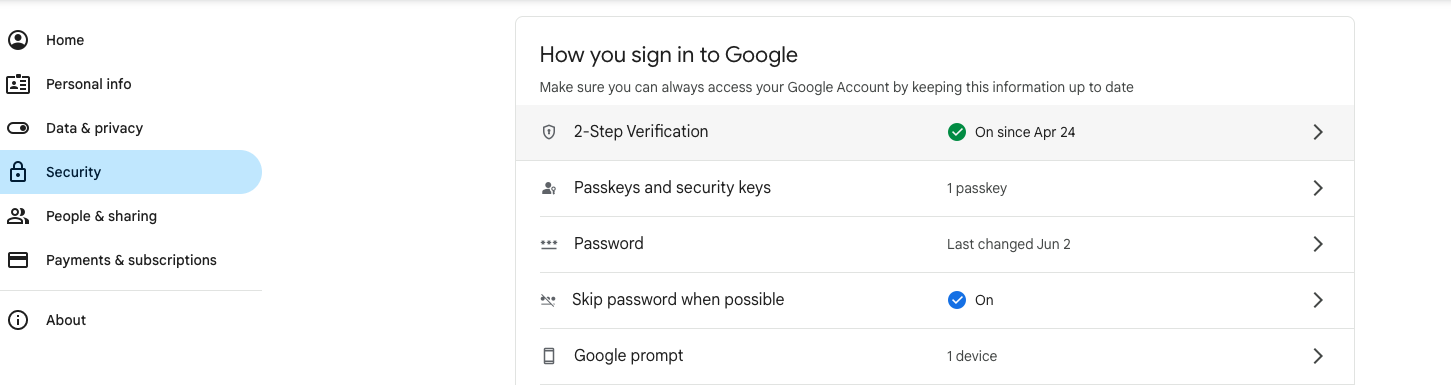 Home
Personal info
Data & privacy
Security
People & sharing
Payments & subscriptions
About
How you sign in to Google
Make sure you can always access your Google Account by keeping this information up to date
2-Step Verification On since Apr 24
Passkeys and security keys 1 passkey
Password Last changed Jun 2
Skip password when possible On
Google prompt 1 device